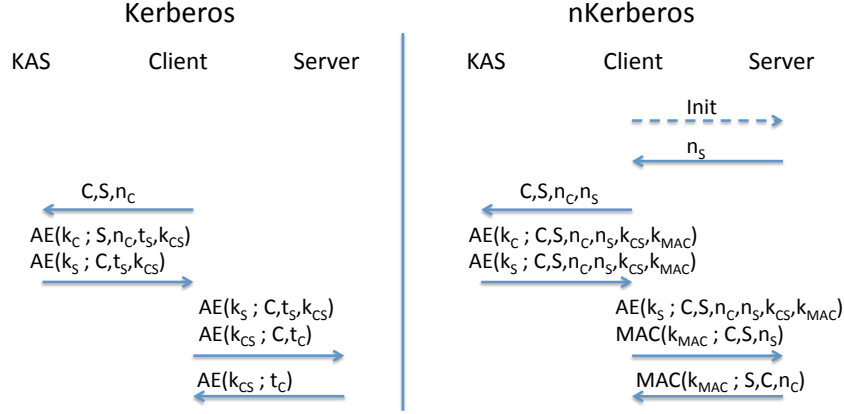 Kerberos
KAS Client Server
C,S,n_C
AE(k_C ; S,n_C,t_S,k_CS)
AE(k_S ; C,t_S,k_CS)
AE(k_S ; C,t_S,k_CS)
AE(k_CS ; C,t_C)
AE(k_CS ; t_C)
nKerberos
KAS Client Server
Init
n_S
C,S,n_C,n_S
AE(k_C ; C,S,n_C,n_S,k_CS,k_MAC)
AE(k_S ; C,S,n_C,n_S,k_CS,k_MAC)
AE(k_S ; C,S,n_C,n_S,k_CS,k_MAC)
MAC(k_MAC ; C,S,n_S)
MAC(k_MAC ; S,C,n_C)